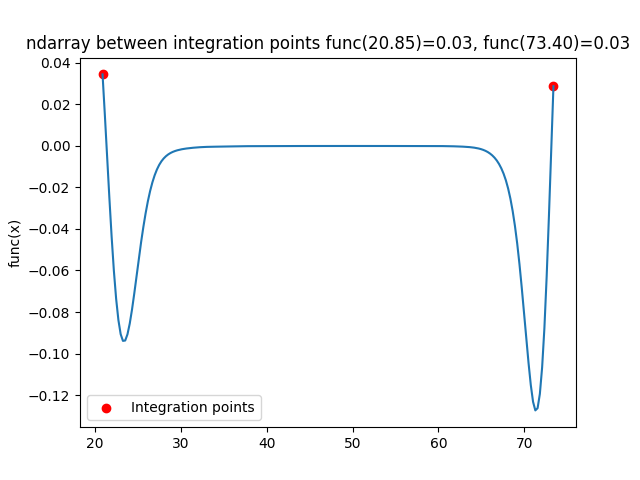 ndarray between integration points func(20.85)=0.03, func(73.40)=0.03
0.04
0.02
0.00
−0.02
−0.04
−0.06
−0.08
−0.10
−0.12
func(x)
Integration points
20 30 40 50 60 70